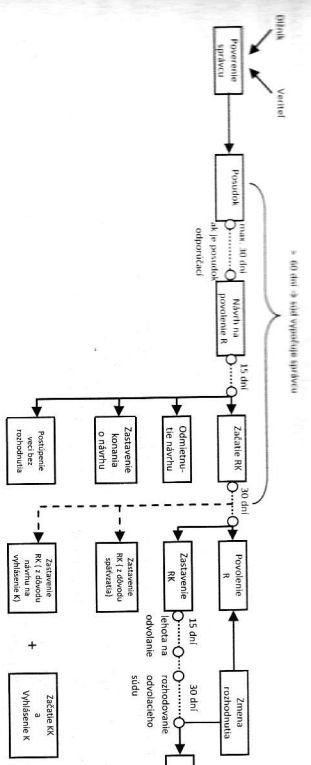 Dlžník
Veriteľ
Poverenie
správcu
Posudok
max. 30 dní
ak je posudok
odporúčací
Návrh na
povolenie R
15 dní
+ 60 dní → súd vypočuje správcu
Začatie RK
Odmietnu-
tie návrhu
Zastavenie
konania
o návrhu
Postúpenie
veci bez
rozhodnutia
30 dní
Povolenie
R
Zastavenie
RK
Zastavenie
RK ( z dôvodu
späťvzatia)
Zastavenie
RK ( z dôvodu
návrhu na
vyhlásenie K)
+
Začatie KK
a
Vyhlásenie K
15 dní
lehota na
odvolanie
30 dní
rozhodovanie
odvolacieho
súdu
Zmena
rozhodnutia